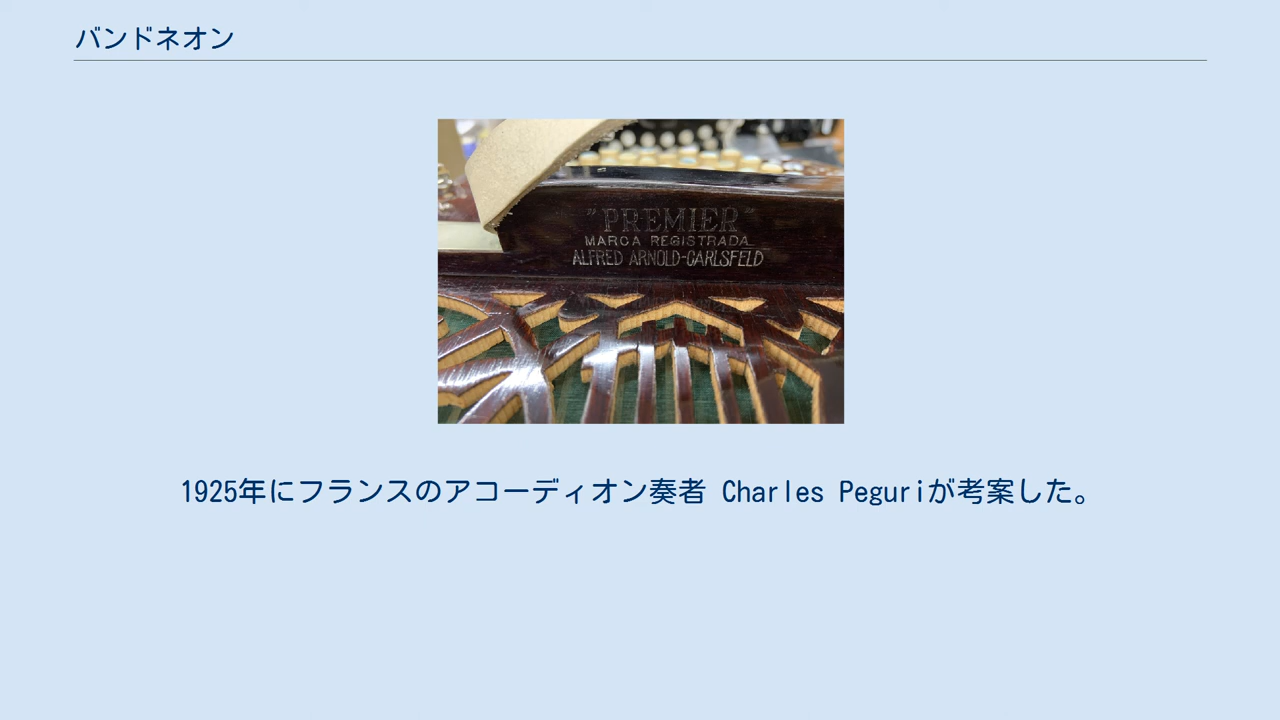 バンドネオン
"PREMIER"
MARCA REGISTRADA
ALFRED ARNOLD-CARLSFELD
1925年にフランスのアコーディオン奏者 Charles Peguriが考案した。